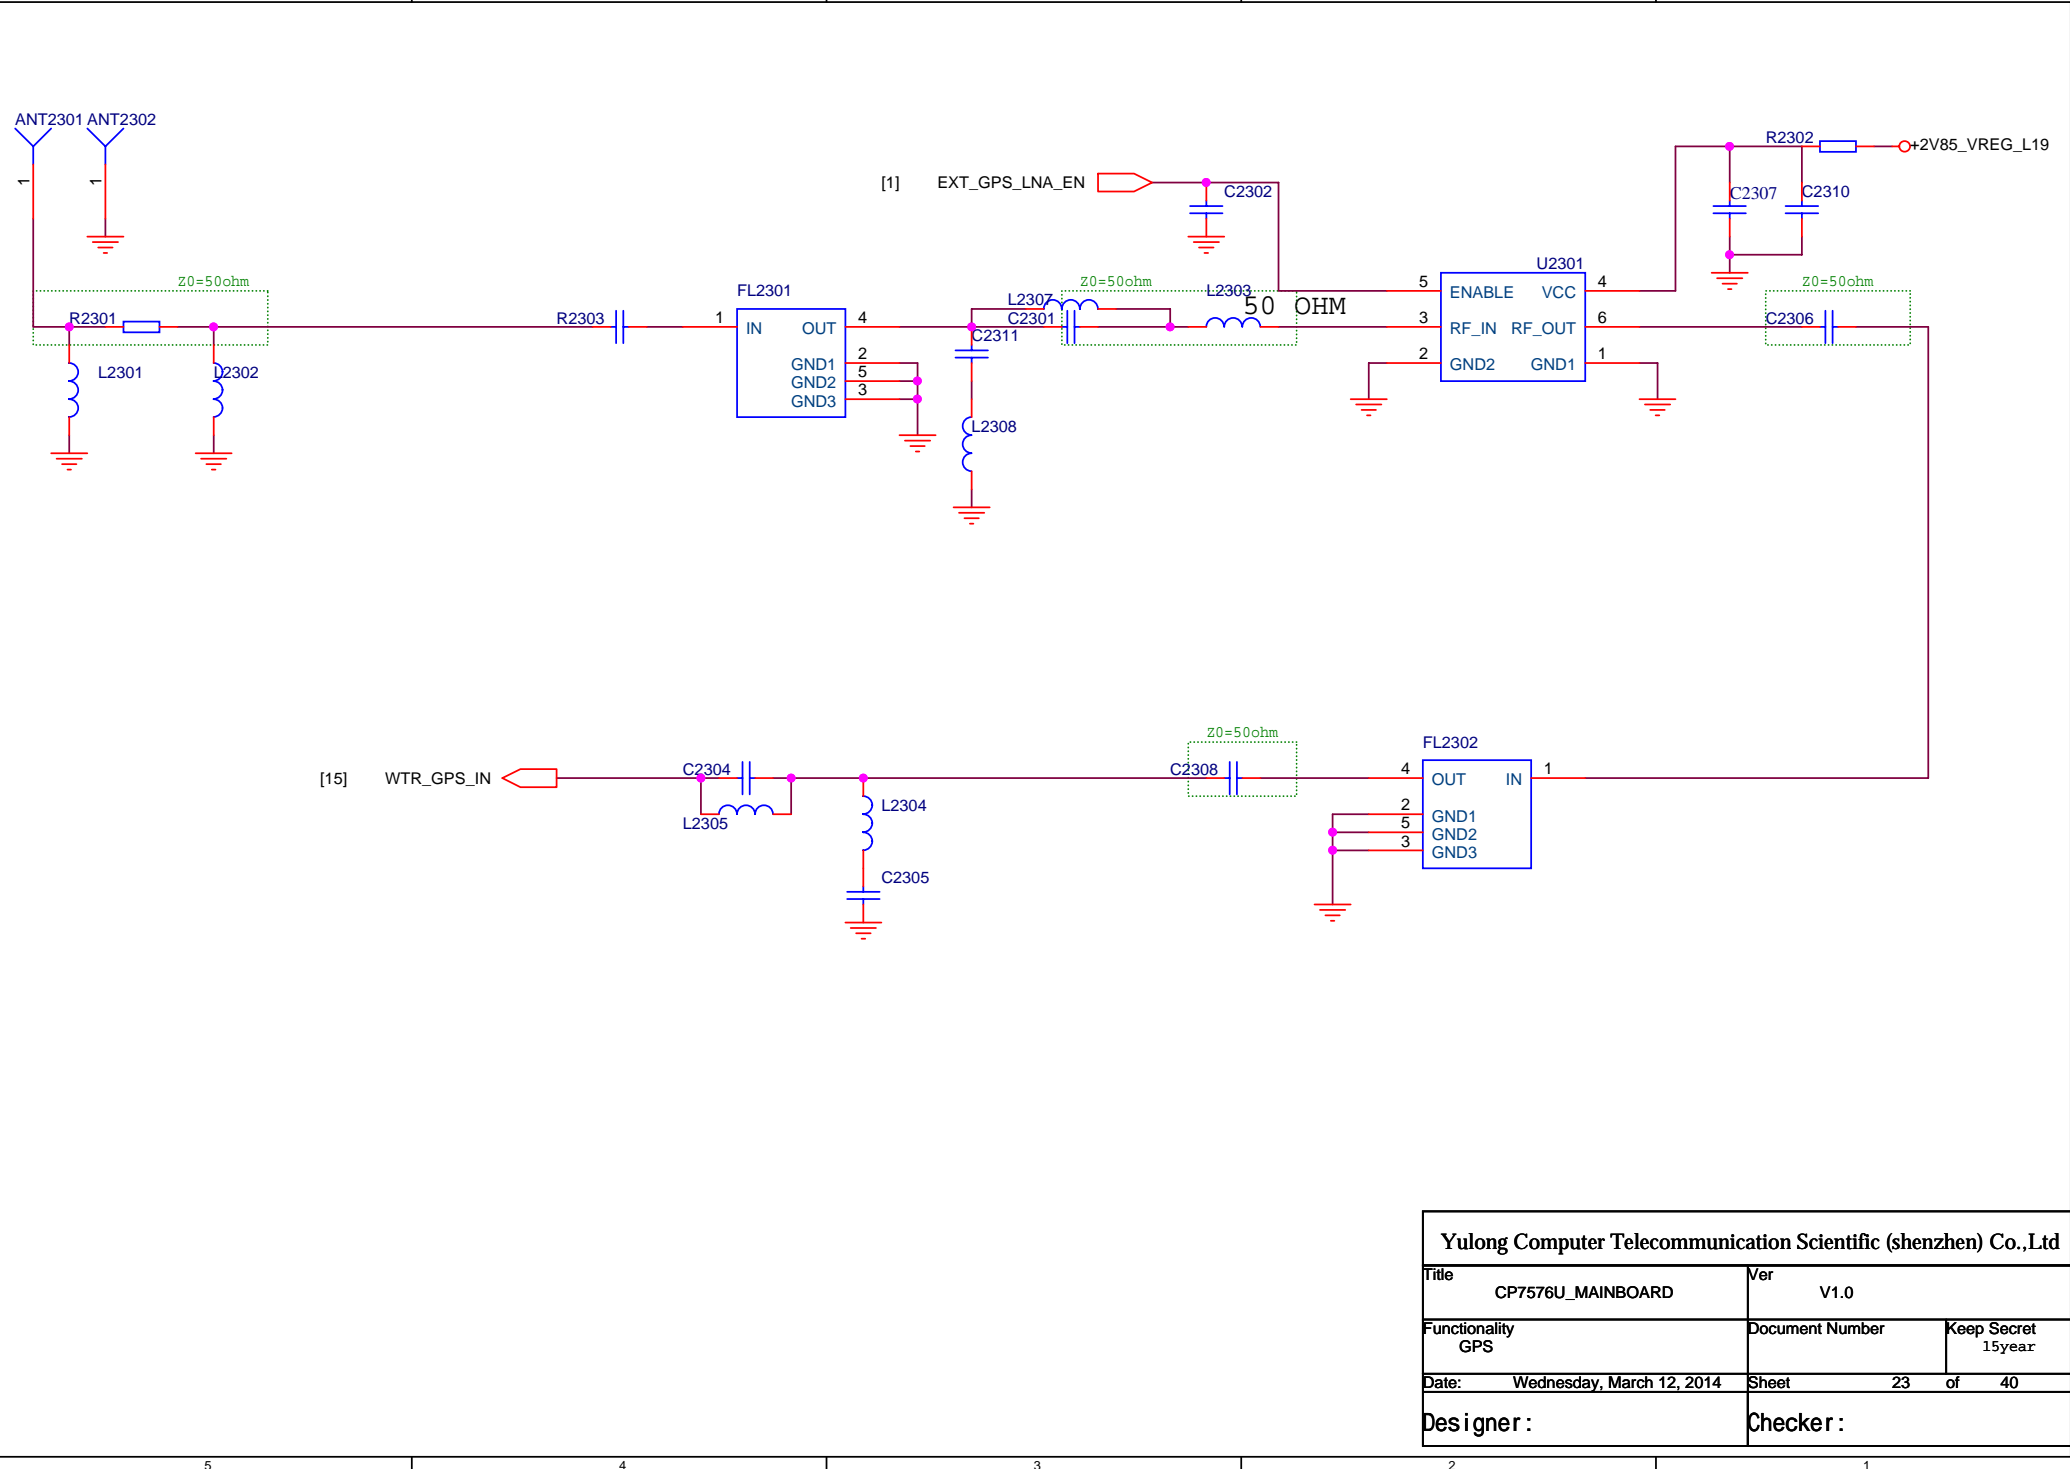 ANT2301 ANT2302
1 1
R2302 +2V85_VREG_L19
[1] EXT_GPS_LNA_EN C2302 C2307 C2310
Z0=50ohm Z0=50ohm U2301 Z0=50ohm
FL2301 L2307 L2303 50 OHM 5 ENABLE VCC 4
R2301 R2303 1 IN OUT 4 C2301 3 RF_IN RF_OUT 6 C2306
C2311
L2301 L2302 GND1 2 2 GND2 GND1 1
GND2 5
GND3 3
L2308
Z0=50ohm FL2302
[15] WTR_GPS_IN C2304 C2308 4 OUT IN 1
L2305 L2304 2 GND1
5 GND2
3 GND3
C2305
Yulong Computer Telecommunication Scientific (shenzhen) Co.,Ltd
Title Ver
CP7576U_MAINBOARD V1.0
Functionality Document Number Keep Secret
GPS 15year
Date: Wednesday, March 12, 2014 Sheet 23 of 40
Designer: Checker:
5 4 3 2 1